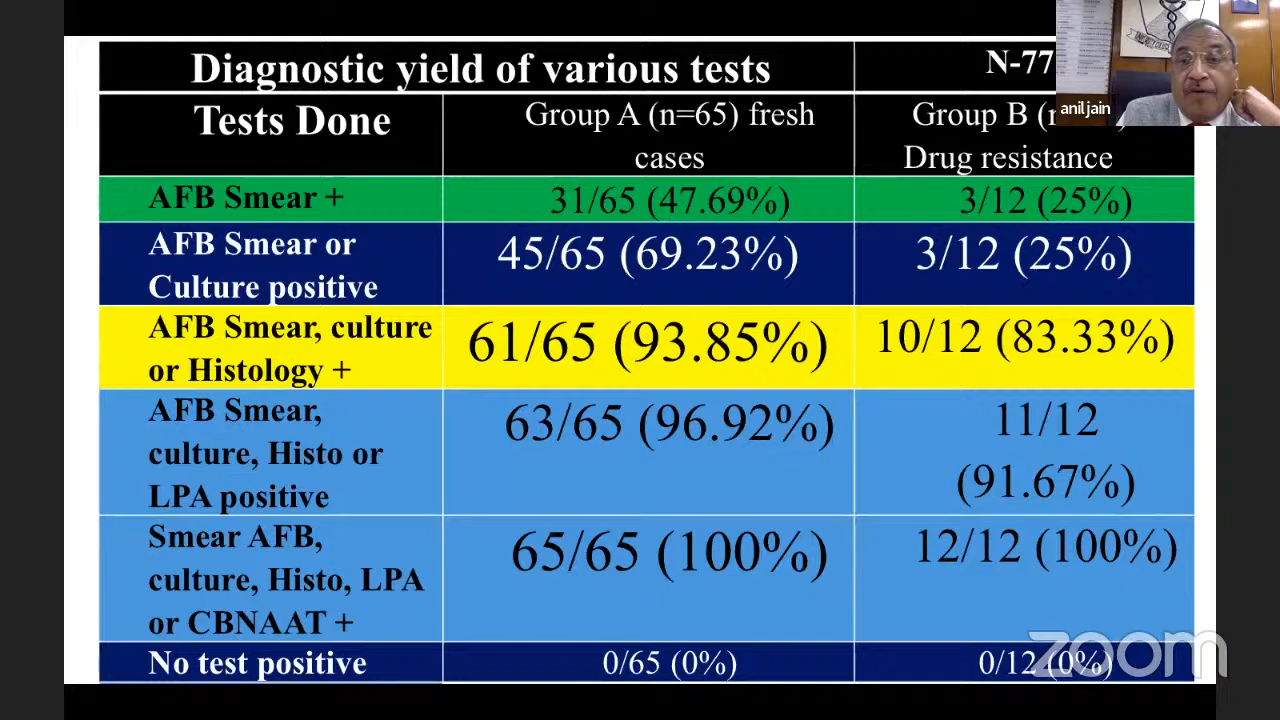 Diagnostic yield of various tests
N-77
Tests Done
Group A (n=65) fresh
cases
Group B (
Drug resistance
AFB Smear +
31/65 (47.69%)
3/12 (25%)
AFB Smear or
Culture positive
45/65 (69.23%)
3/12 (25%)
AFB Smear, culture
or Histology +
61/65 (93.85%)
10/12 (83.33%)
AFB Smear,
culture, Histo or
LPA positive
63/65 (96.92%)
11/12
(91.67%)
Smear AFB,
culture, Histo, LPA
or CBNAAT +
65/65 (100%)
12/12 (100%)
No test positive
0/65 (0%)
0/12 (0%)
anil jain
zoom